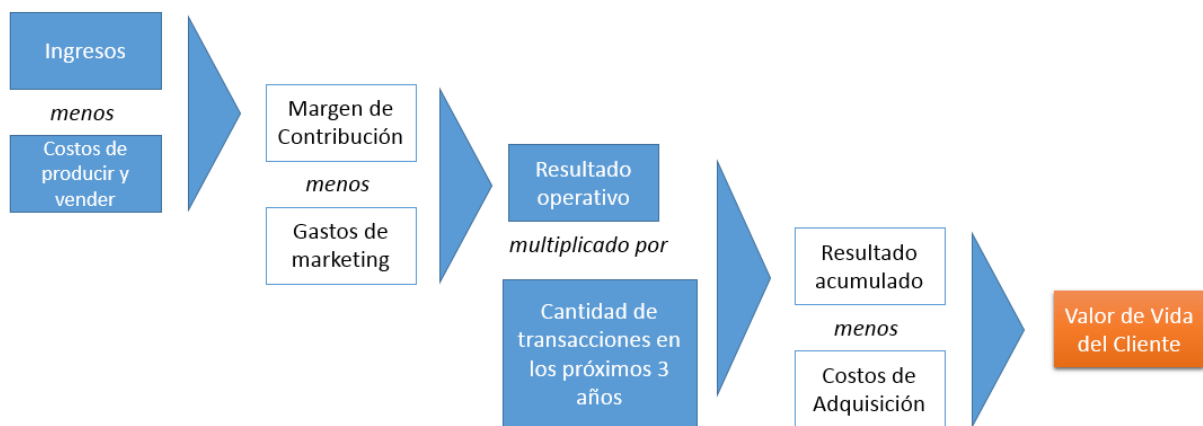 Ingresos
menos
Costos de
producir y
vender
Margen de
Contribución
menos
Gastos de
marketing
Resultado
operativo
multiplicado por
Cantidad de
transacciones en
los próximos 3
años
Resultado
acumulado
menos
Costos de
Adquisición
Valor de Vida
del Cliente